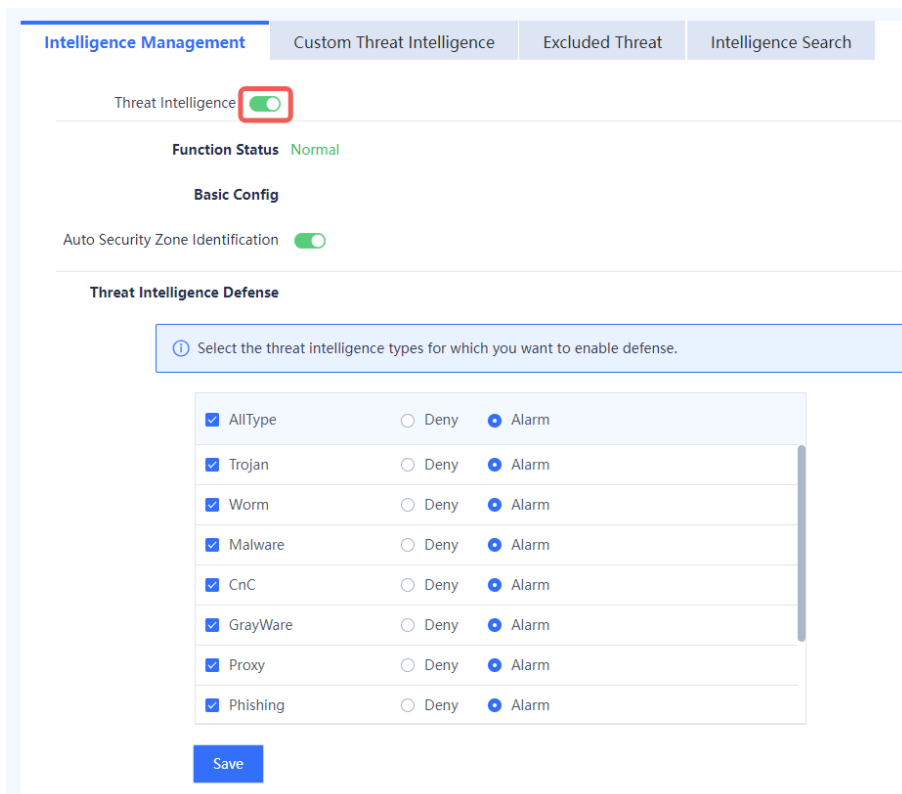 Intelligence Management Custom Threat Intelligence Excluded Threat Intelligence Search
Threat Intelligence
Function Status Normal
Basic Config
Auto Security Zone Identification
Threat Intelligence Defense
Select the threat intelligence types for which you want to enable defense.
AllType Deny Alarm
Trojan Deny Alarm
Worm Deny Alarm
Malware Deny Alarm
CnC Deny Alarm
GrayWare Deny Alarm
Proxy Deny Alarm
Phishing Deny Alarm
Save